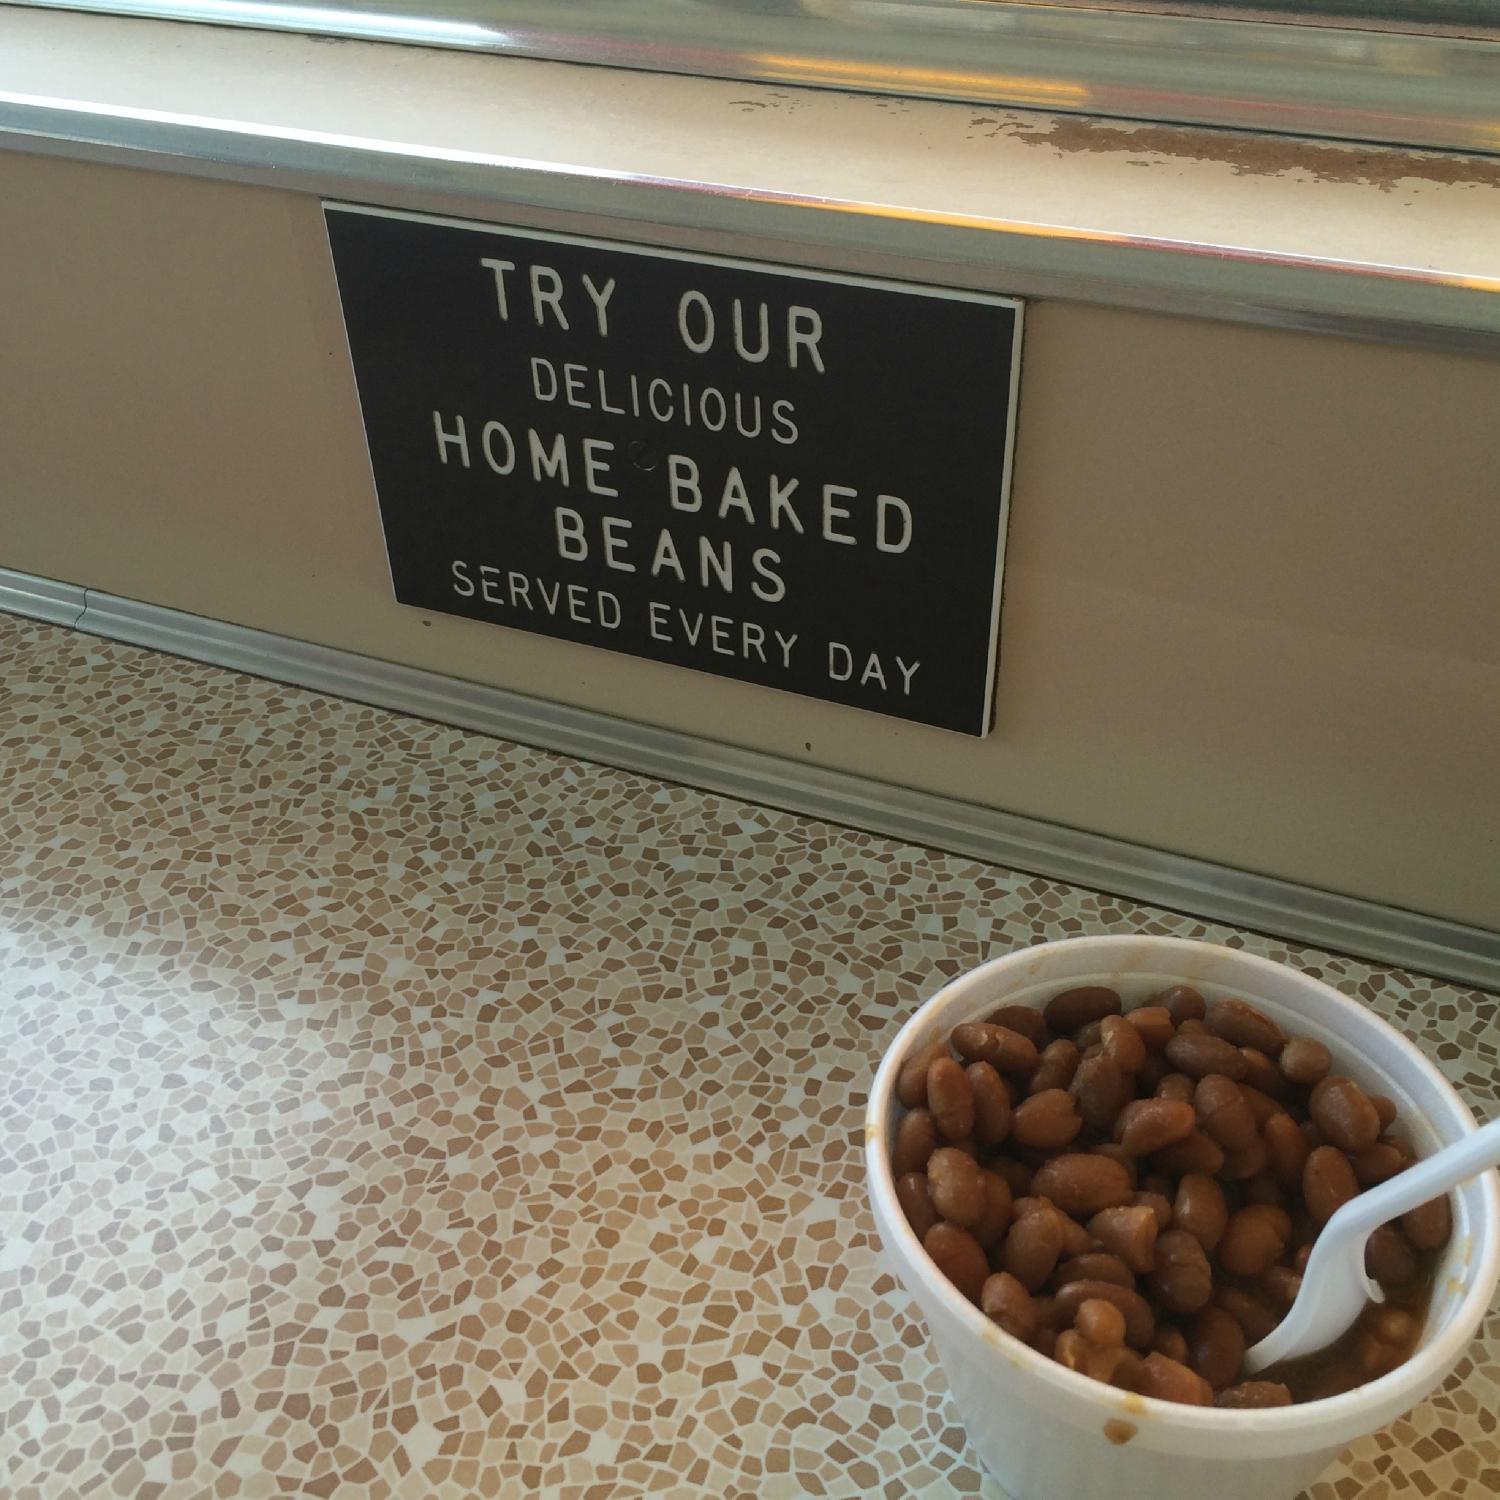 TRY OUR
DELICIOUS
HOME BAKED
BEANS
SERVED EVERY DAY